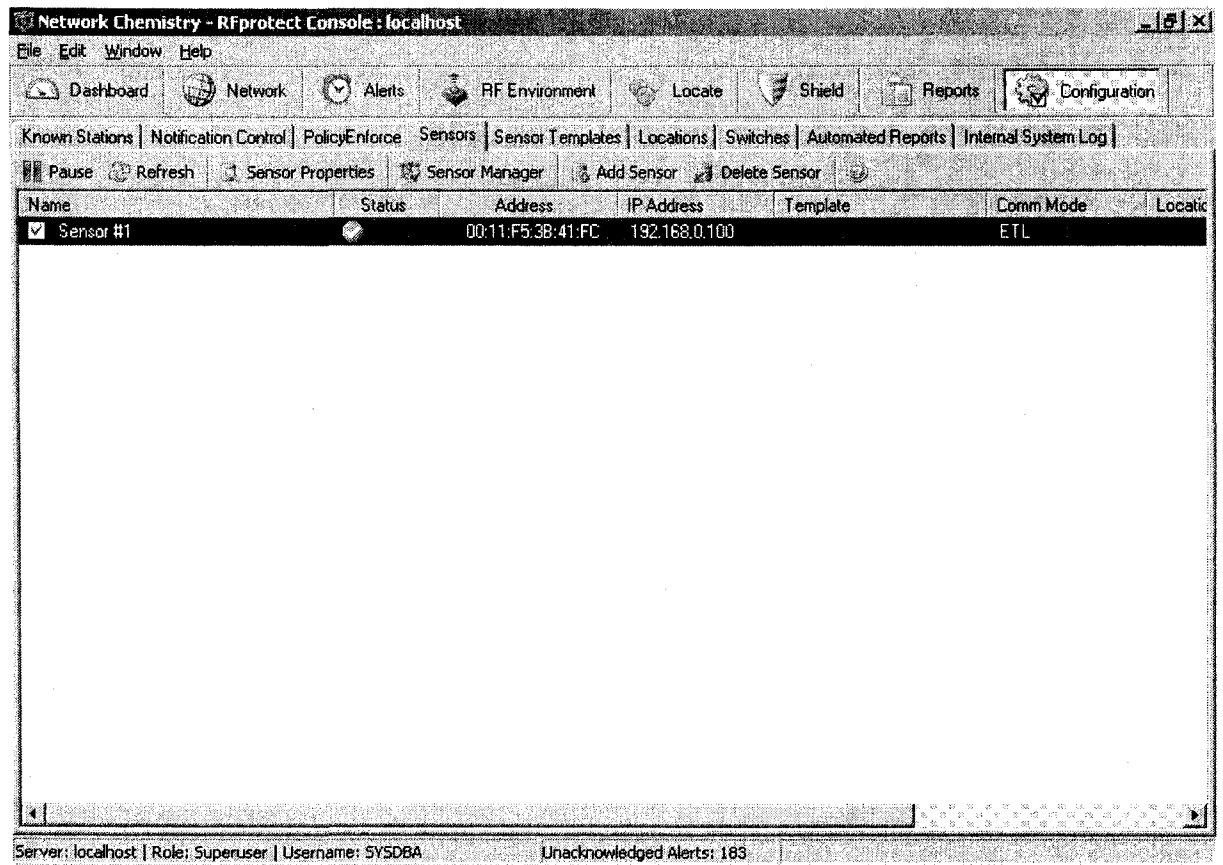 Network Chemistry - RFprotect Console : localhost
File Edit Window Help
Dashboard Network Alerts RF Environment Locate Shield Reports Configuration
Known Stations Notification Control PolicyEnforce Sensors Sensor Templates Locations Switches Automated Reports Internal System Log
Pause Refresh Sensor Properties Sensor Manager Add Sensor Delete Sensor
Name Status Address IP Address Template Comm Mode Locatic
Sensor #1 00:11:F5:3B:41:FC 192.168.0.100 ETL
Server: localhost | Role: Superuser | Username: SYSDBA Unacknowledged Alerts: 183